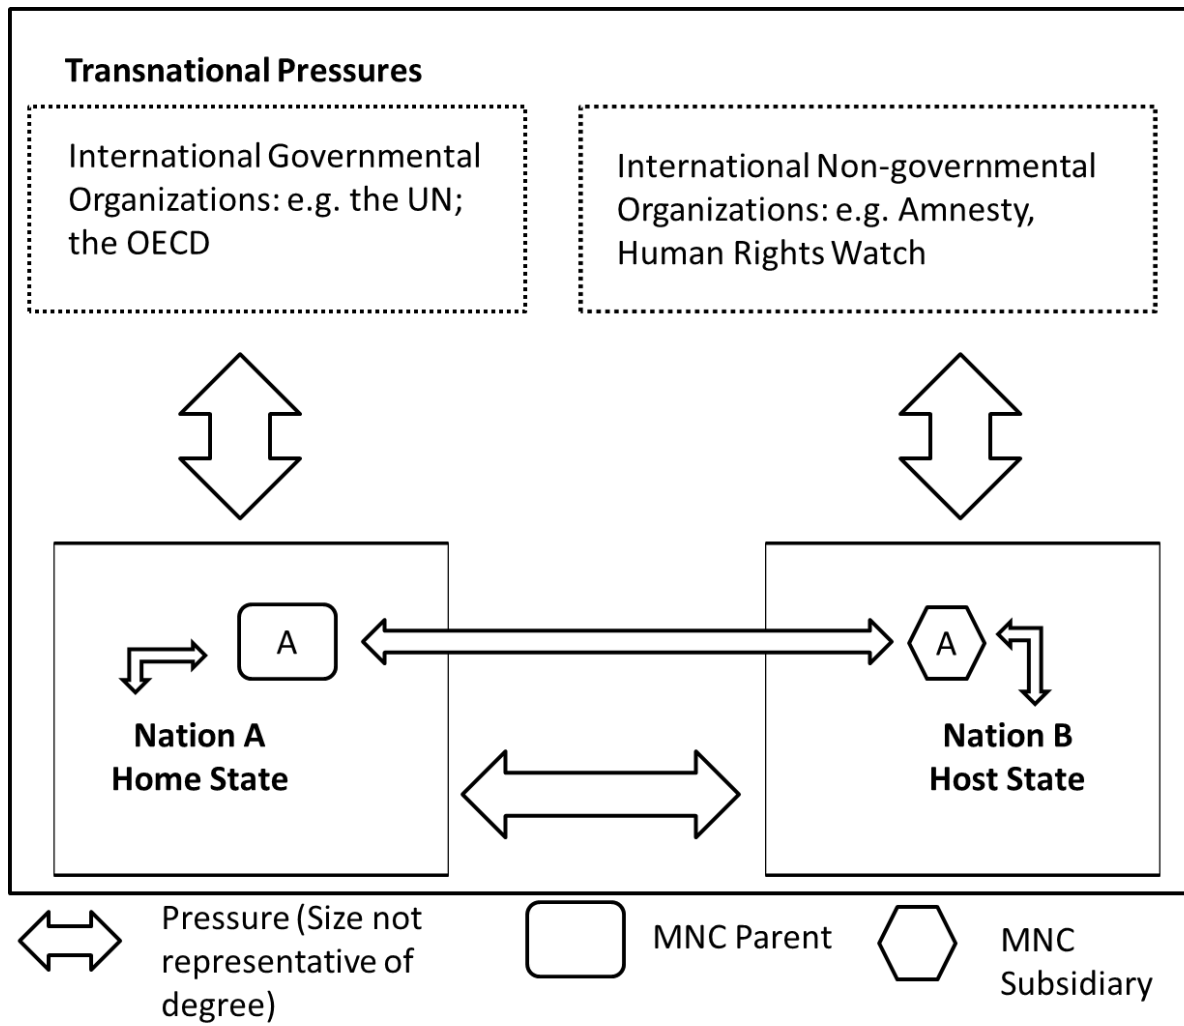 Transnational Pressures
International Governmental
Organizations: e.g. the UN;
the OECD
International Non-governmental
Organizations: e.g. Amnesty,
Human Rights Watch
A
A
Nation A
Home State
Nation B
Host State
Pressure (Size not
representative of
degree)
MNC Parent
MNC
Subsidiary